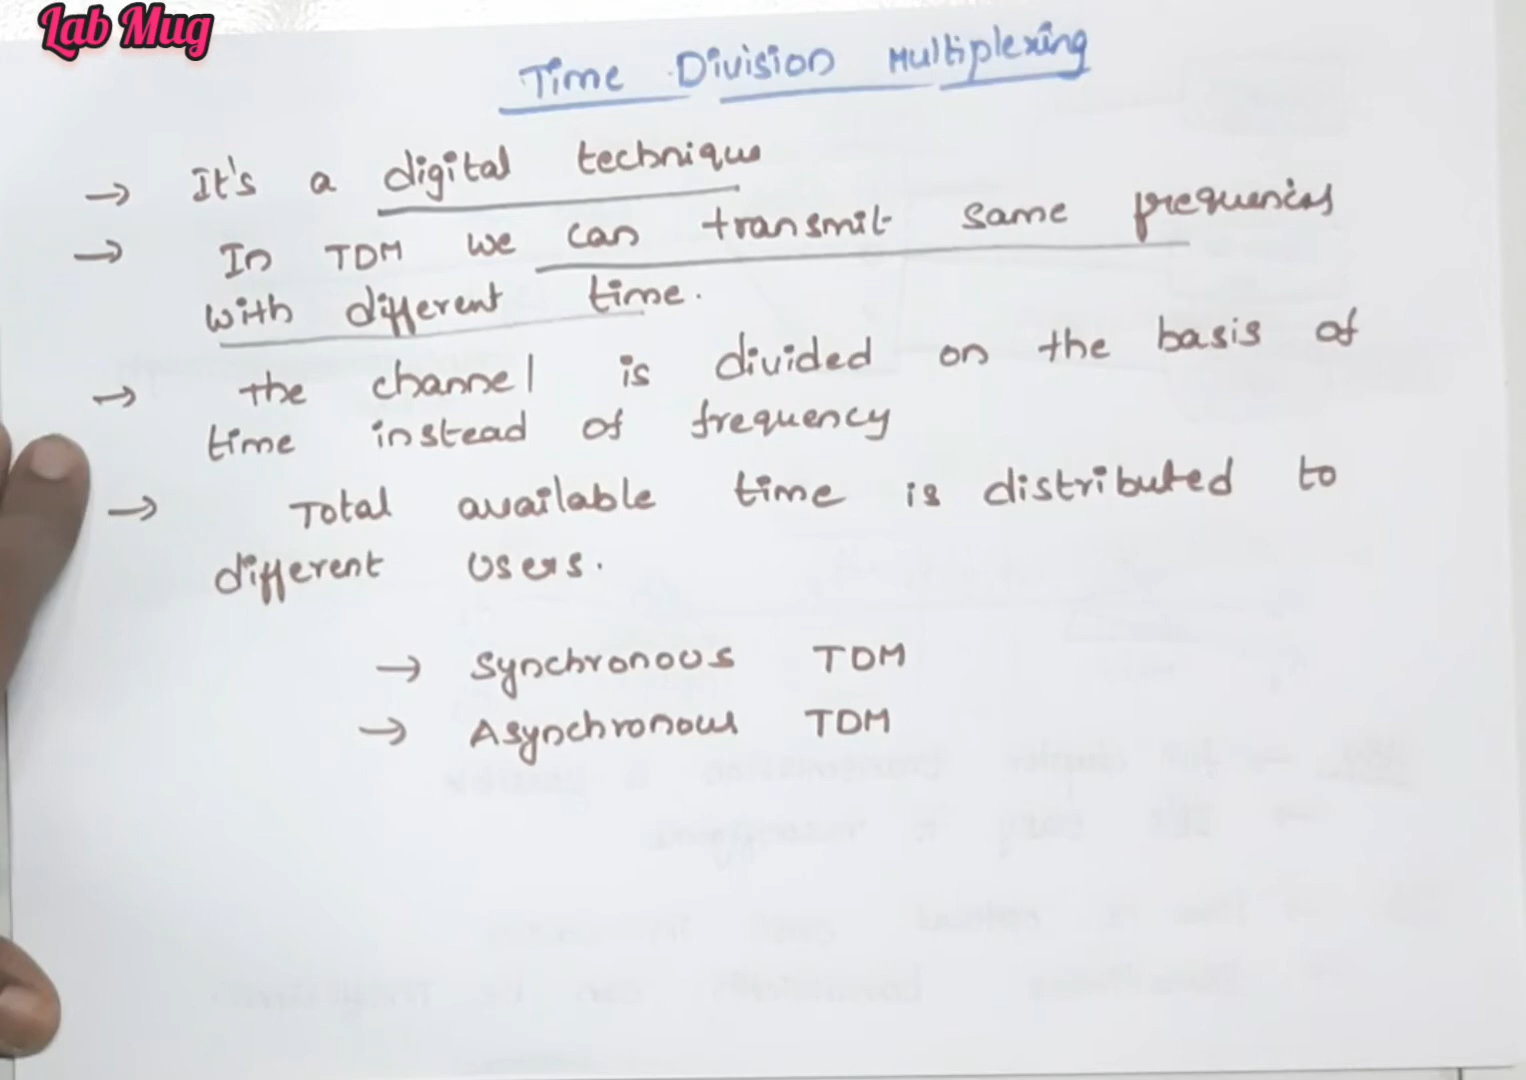 Lab Mug
Time Division Multiplexing
→ It's a digital technique
→ In TDM we can transmit same frequencies
with different time.
→ the channel is divided on the basis of
time instead of frequency
→ Total available time is distributed to
different users.
→ Synchronous TDM
→ Asynchronous TDM